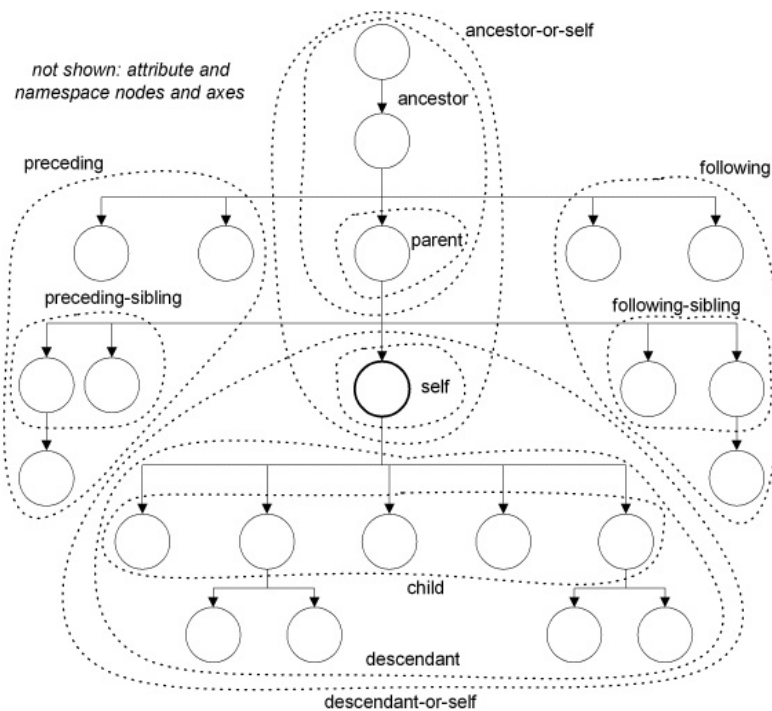 ancestor-or-self
not shown: attribute and
namespace nodes and axes
ancestor
preceding
following
parent
preceding-sibling
following-sibling
self
child
descendant
descendant-or-self